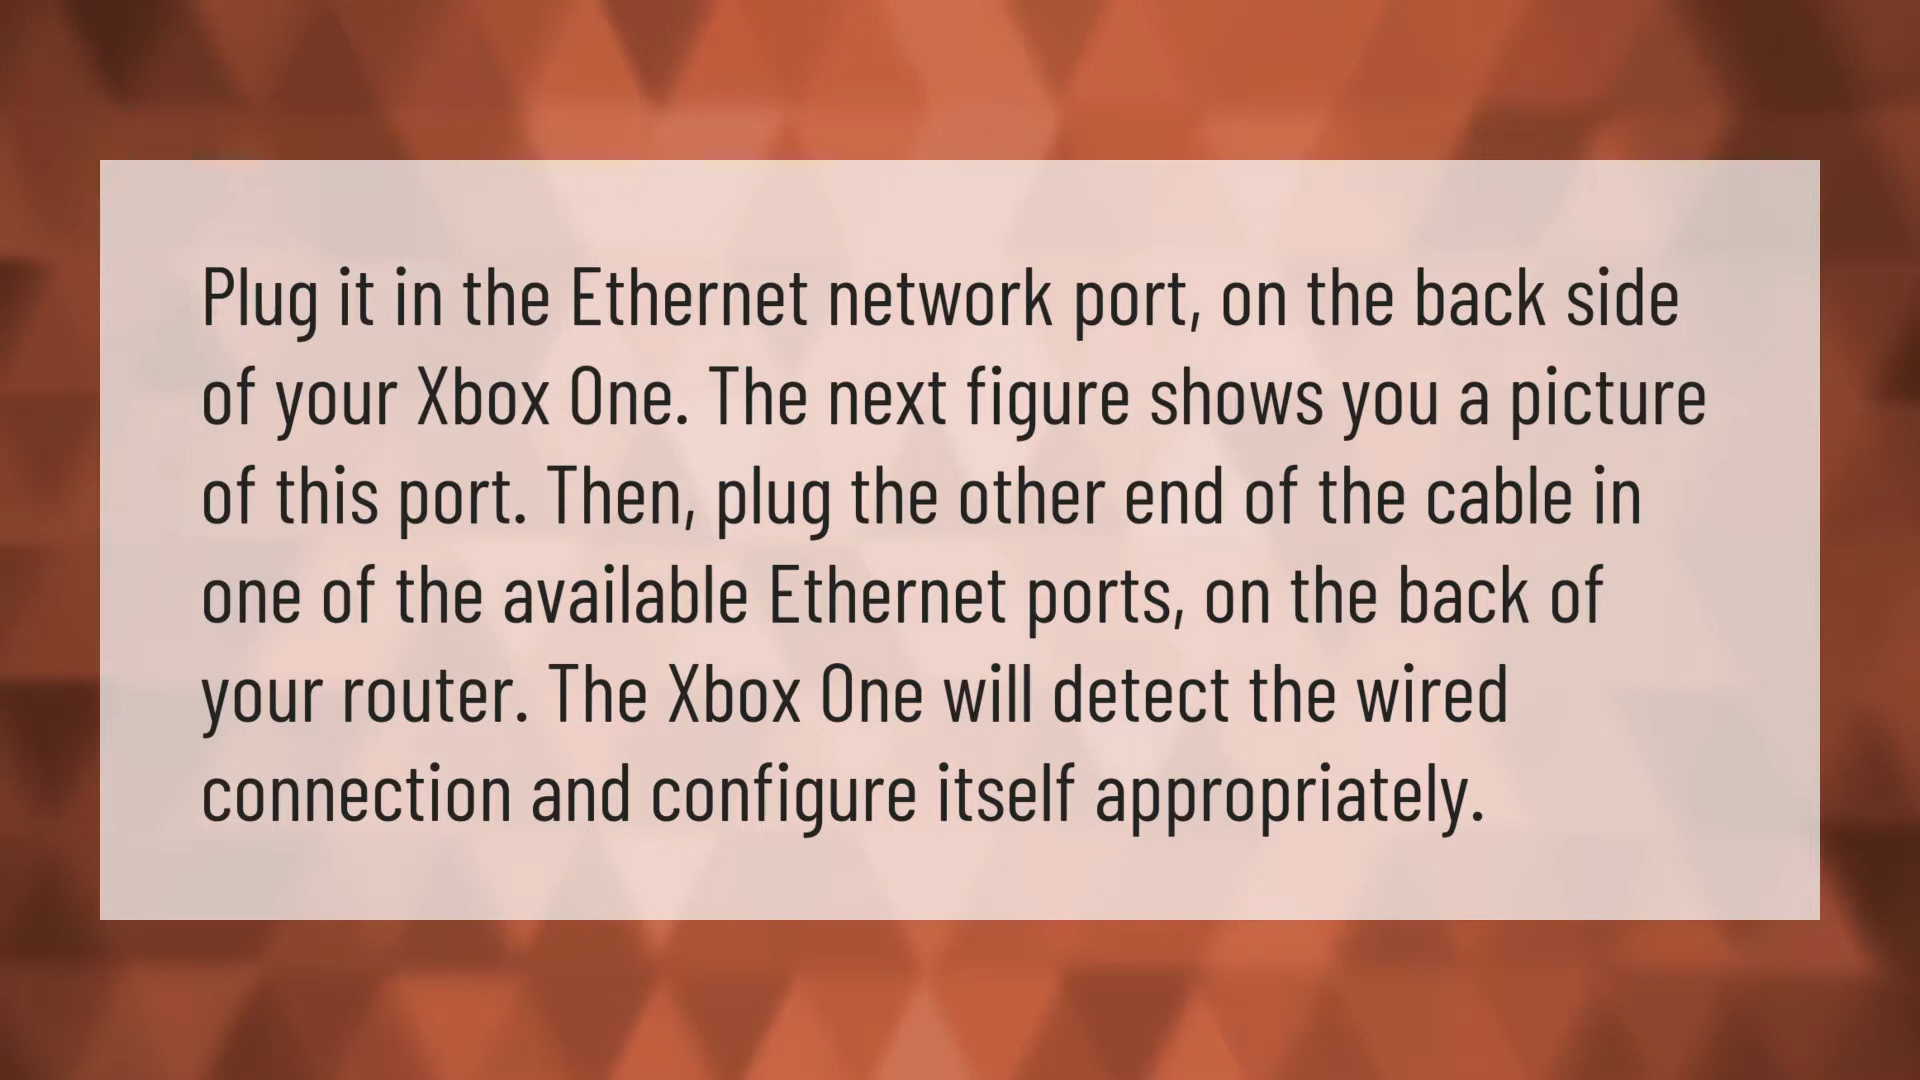 Plug it in the Ethernet network port, on the back side
of your Xbox One. The next figure shows you a picture
of this port. Then, plug the other end of the cable in
one of the available Ethernet ports, on the back of
your router. The Xbox One will detect the wired
connection and configure itself appropriately.